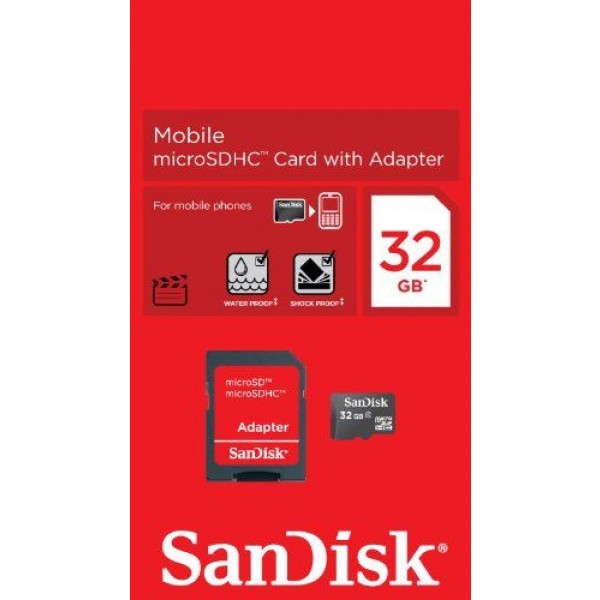 Mobile
microSDHC™ Card with Adapter
For mobile phones
SanDisk
32
GB*
WATER PROOF‡
SHOCK PROOF‡
microSD™
microSDHC™
Adapter
SanDisk®
SanDisk
32 GB
micro
SanDisk®